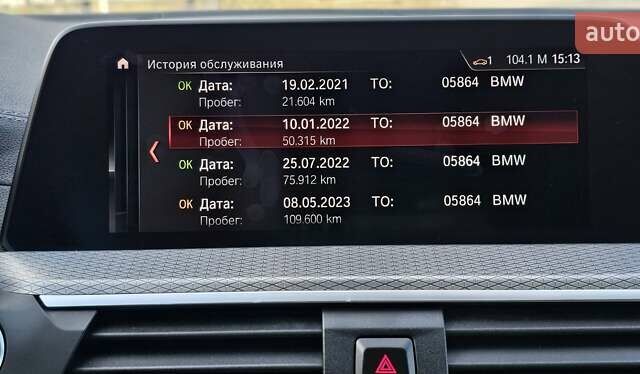 auto
История обслуживания 1 104.1 M 15:13
OK Дата: 19.02.2021 ТО: 05864 BMW
Пробег: 21.604 km
OK Дата: 10.01.2022 ТО: 05864 BMW
Пробег: 50.315 km
OK Дата: 25.07.2022 ТО: 05864 BMW
Пробег: 75.912 km
OK Дата: 08.05.2023 ТО: 05864 BMW
Пробег: 109.600 km